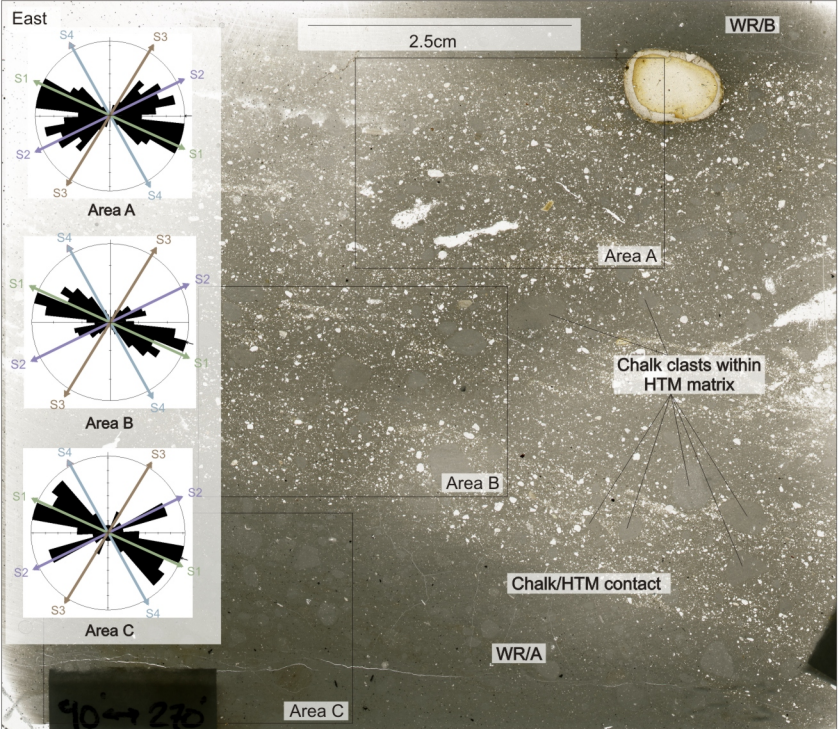 East
2.5cm
WR/B
S4
S3
S1
S2
S2
S1
S3
S4
Area A
Area A
S4
S3
S1
S2
S2
S1
S3
S4
Area B
Chalk clasts within
HTM matrix
Area B
S4
S3
S1
S2
S2
S1
S3
S4
Area C
Chalk/HTM contact
WR/A
Area C
90° ↔ 270°